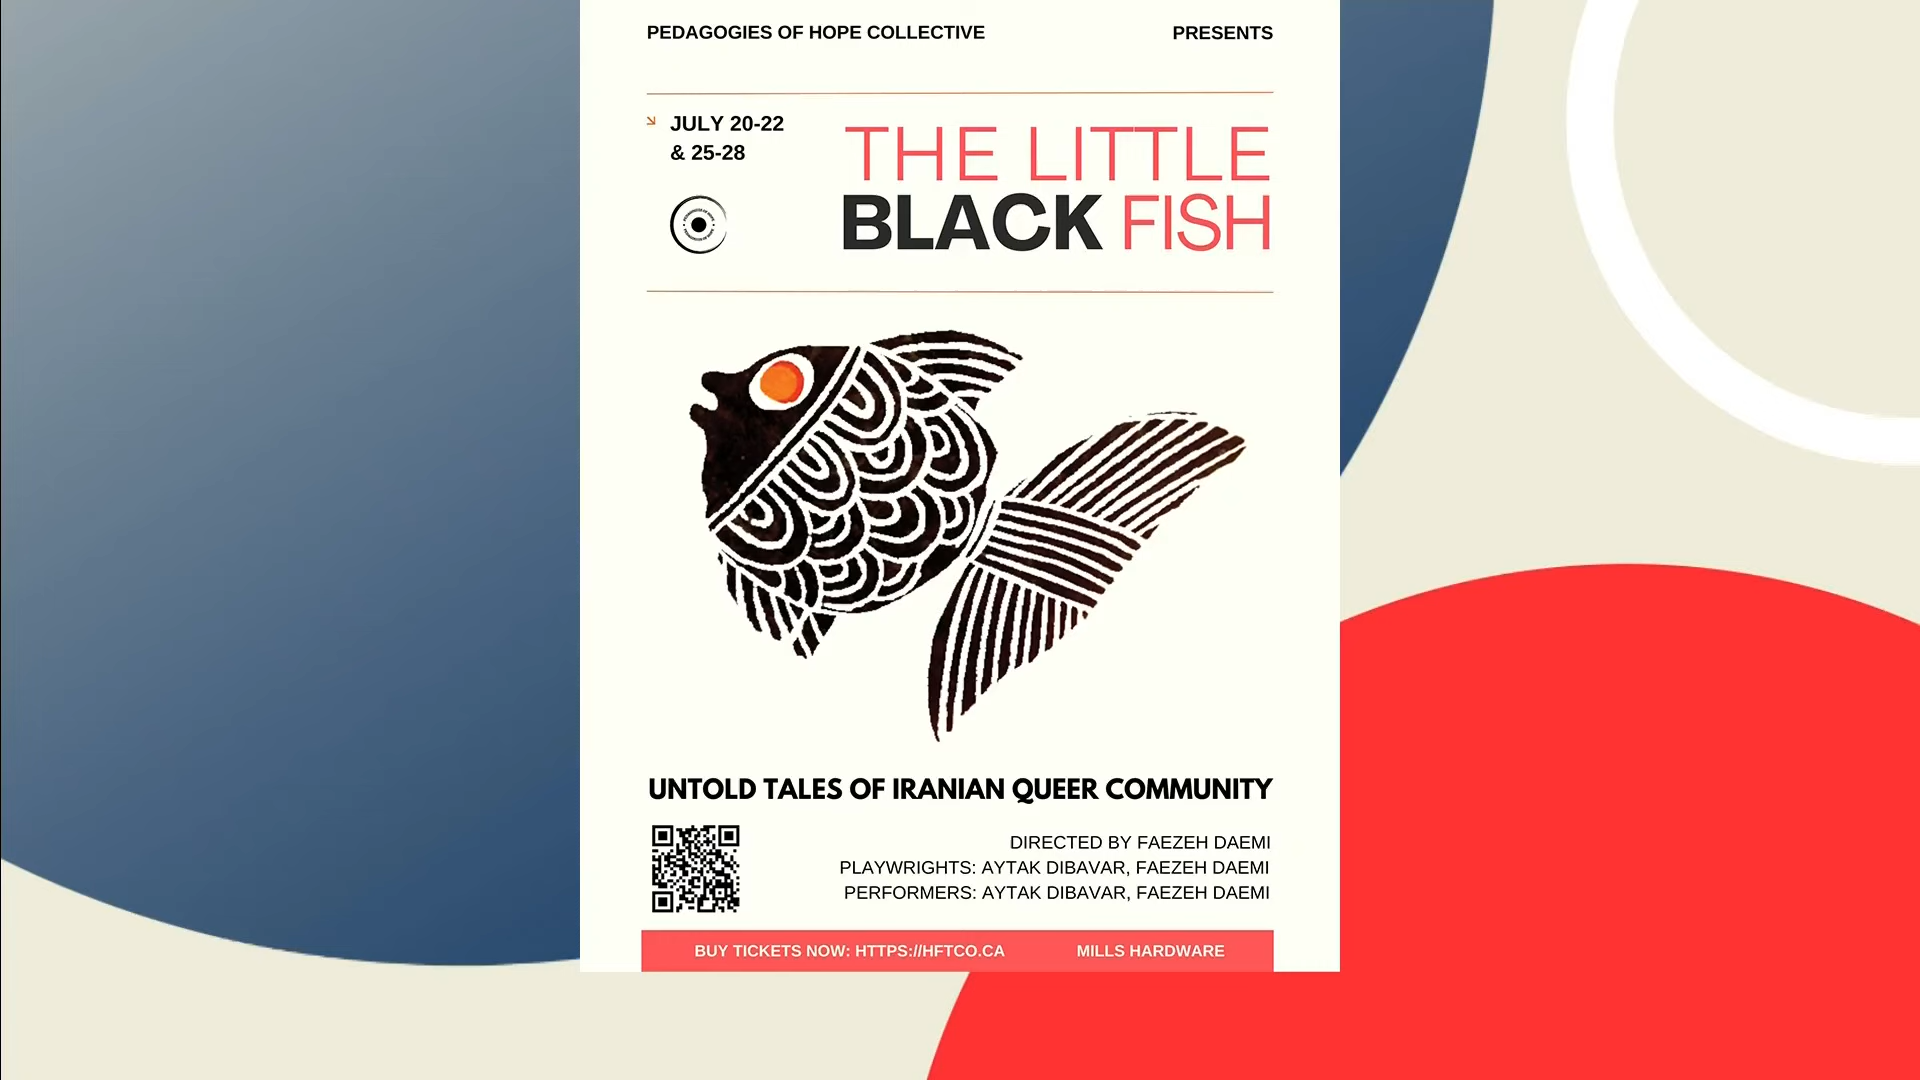 PEDAGOGIES OF HOPE COLLECTIVE PRESENTS
JULY 20-22
& 25-28
THE LITTLE
BLACK FISH
UNTOLD TALES OF IRANIAN QUEER COMMUNITY
DIRECTED BY FAEZEH DAEMI
PLAYWRIGHTS: AYTAK DIBAVAR, FAEZEH DAEMI
PERFORMERS: AYTAK DIBAVAR, FAEZEH DAEMI
BUY TICKETS NOW: HTTPS://HFTCO.CA MILLS HARDWARE